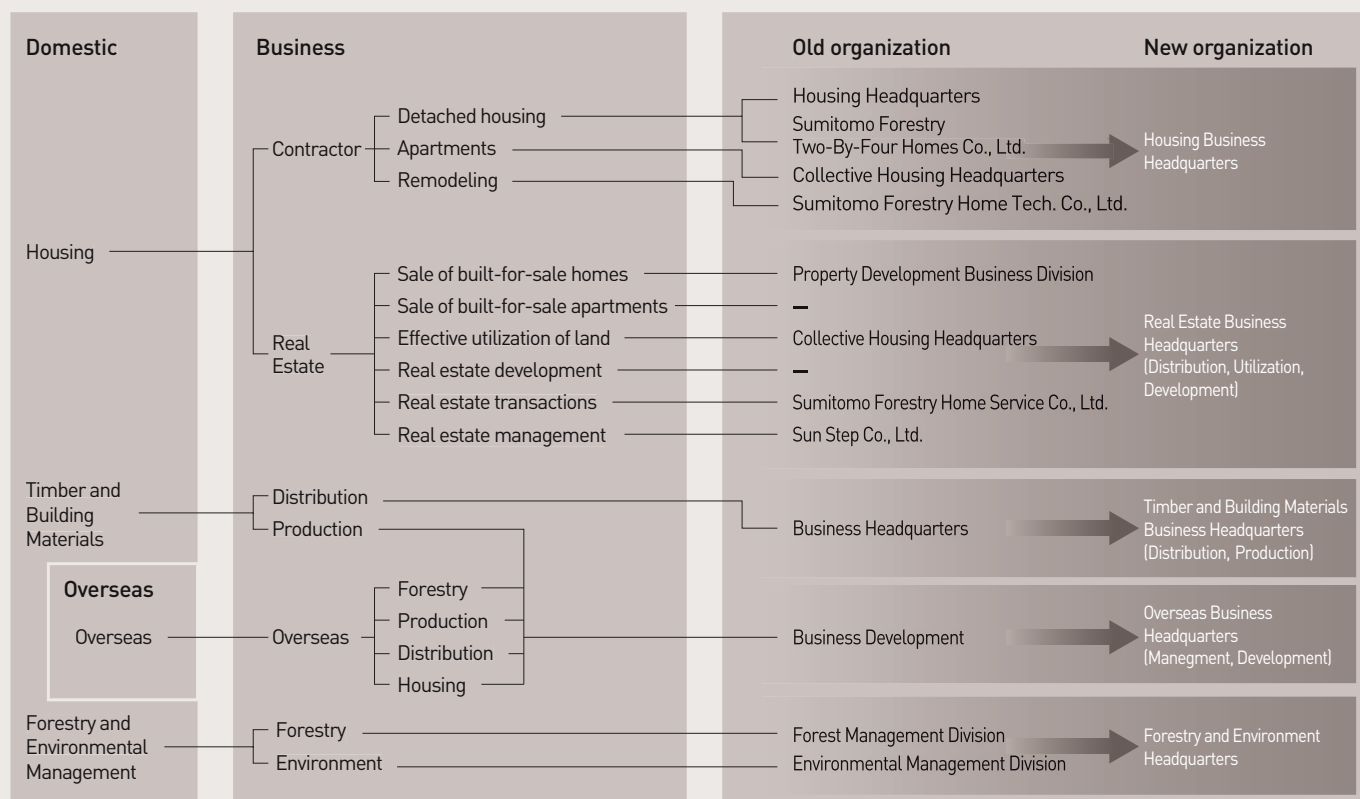 Domestic
Business
Old organization
New organization
Housing
Contractor
Detached housing
Apartments
Remodeling
Housing Headquarters
Sumitomo Forestry
Two-By-Four Homes Co., Ltd.
Collective Housing Headquarters
Sumitomo Forestry Home Tech. Co., Ltd.
Housing Business
Headquarters
Real
Estate
Sale of built-for-sale homes
Sale of built-for-sale apartments
Effective utilization of land
Real estate development
Real estate transactions
Real estate management
Property Development Business Division
—
Collective Housing Headquarters
—
Sumitomo Forestry Home Service Co., Ltd.
Sun Step Co., Ltd.
Real Estate Business
Headquarters
(Distribution, Utilization,
Development)
Timber and
Building
Materials
Distribution
Production
Business Headquarters
Timber and Building Materials
Business Headquarters
(Distribution, Production)
Overseas
Overseas
Overseas
Forestry
Production
Distribution
Housing
Business Development
Overseas Business
Headquarters
(Manegment, Development)
Forestry and
Environmental
Management
Forestry
Environment
Forest Management Division
Environmental Management Division
Forestry and Environment
Headquarters